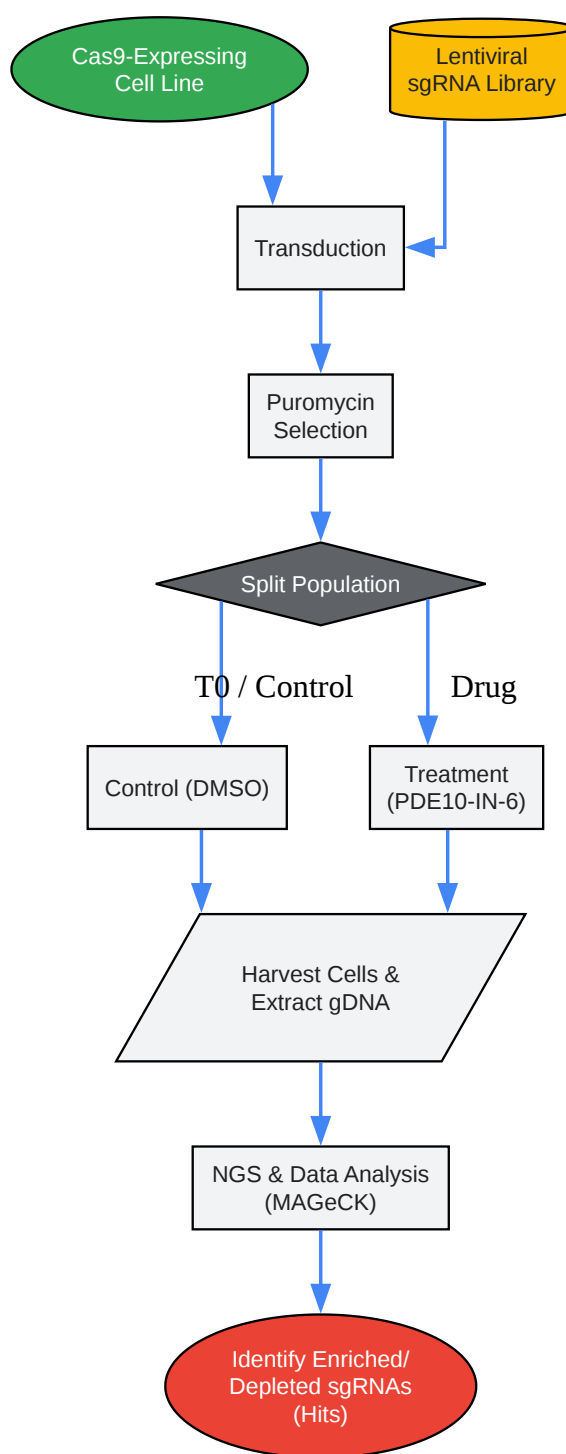 Cas9-Expressing
Cell Line
Lentiviral
sgRNA Library
Transduction
Puromycin
Selection
Split Population
T0 / Control
Drug
Control (DMSO)
Treatment
(PDE10-IN-6)
Harvest Cells &
Extract gDNA
NGS & Data Analysis
(MAGeCK)
Identify Enriched/
Depleted sgRNAs
(Hits)